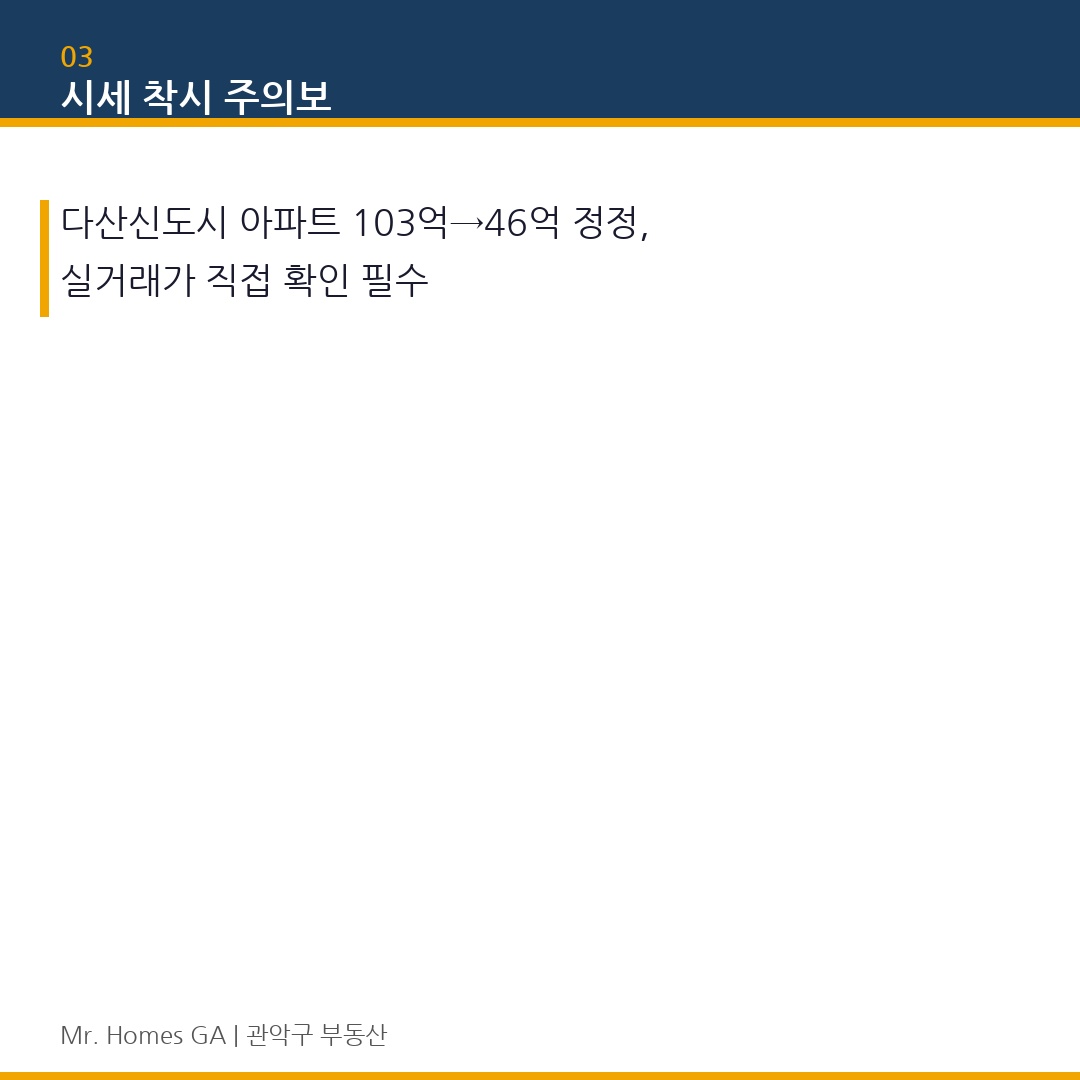 03
시세 착시 주의보
다산신도시 아파트 103억→46억 정정,
실거래가 직접 확인 필수
Mr. Homes GA | 관악구 부동산